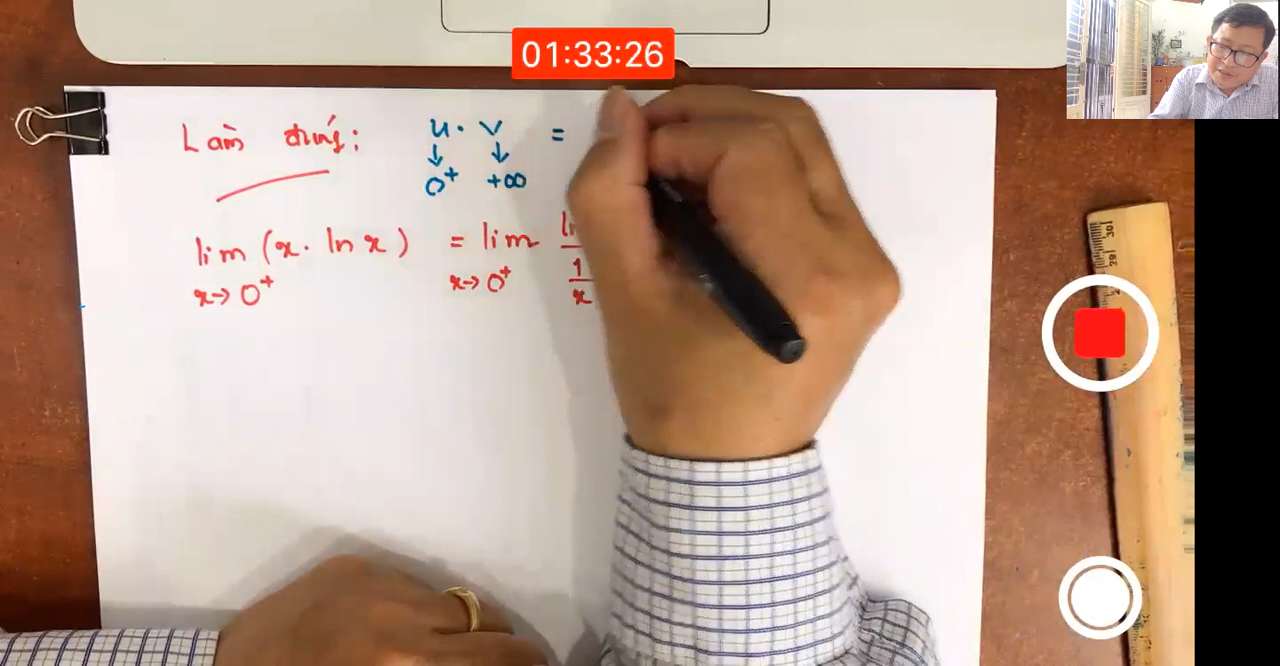 01:33:26
Làm đúng: u. v =
↓ ↓
0⁺ +∞
lim (x. ln x) = lim
x→0⁺ x→0⁺ 1/x